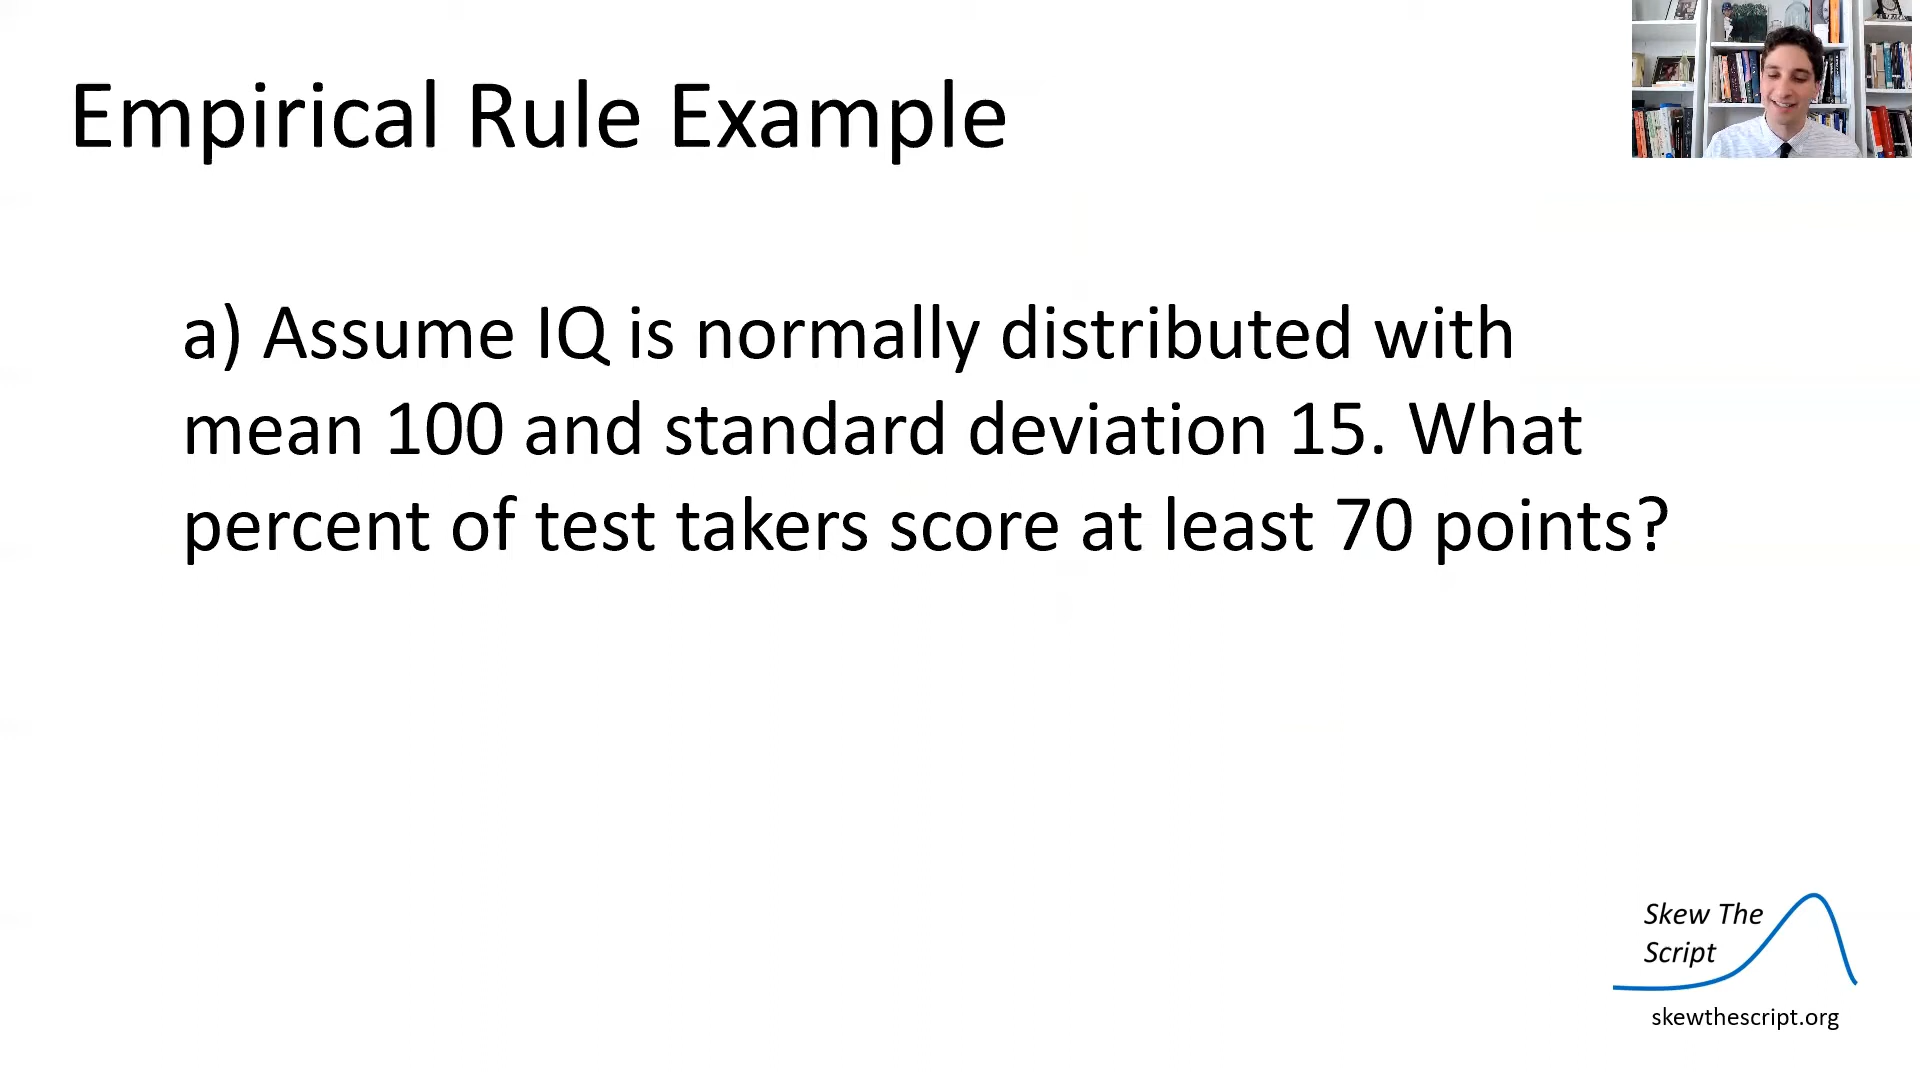 Empirical Rule Example
a) Assume IQ is normally distributed with
mean 100 and standard deviation 15. What
percent of test takers score at least 70 points?
Skew The
Script
skewthescript.org